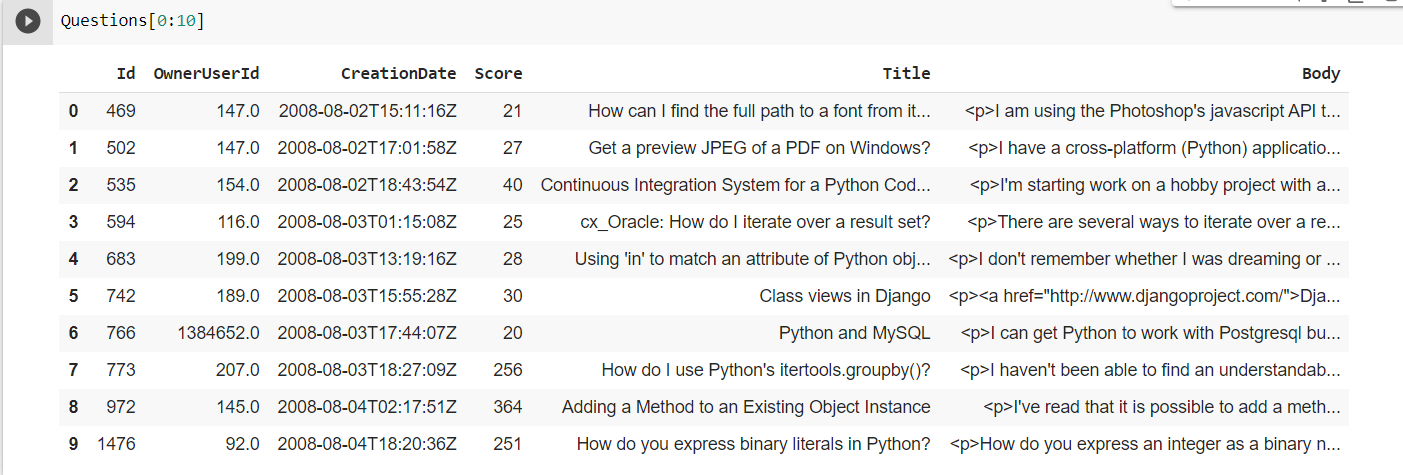 Questions[0:10]
Id OwnerUserId CreationDate Score Title Body
0 469 147.0 2008-08-02T15:11:16Z 21 How can I find the full path to a font from it... <p>I am using the Photoshop's javascript API t...
1 502 147.0 2008-08-02T17:01:58Z 27 Get a preview JPEG of a PDF on Windows? <p>I have a cross-platform (Python) applicatio...
2 535 154.0 2008-08-02T18:43:54Z 40 Continuous Integration System for a Python Cod... <p>I'm starting work on a hobby project with a...
3 594 116.0 2008-08-03T01:15:08Z 25 cx_Oracle: How do I iterate over a result set? <p>There are several ways to iterate over a re...
4 683 199.0 2008-08-03T13:19:16Z 28 Using 'in' to match an attribute of Python obj... <p>I don't remember whether I was dreaming or ...
5 742 189.0 2008-08-03T15:55:28Z 30 Class views in Django <p><a href="http://www.djangoproject.com/">Dja...
6 766 1384652.0 2008-08-03T17:44:07Z 20 Python and MySQL <p>I can get Python to work with Postgresql bu...
7 773 207.0 2008-08-03T18:27:09Z 256 How do I use Python's itertools.groupby()? <p>I haven't been able to find an understandab...
8 972 145.0 2008-08-04T02:17:51Z 364 Adding a Method to an Existing Object Instance <p>I've read that it is possible to add a meth...
9 1476 92.0 2008-08-04T18:20:36Z 251 How do you express binary literals in Python? <p>How do you express an integer as a binary n...